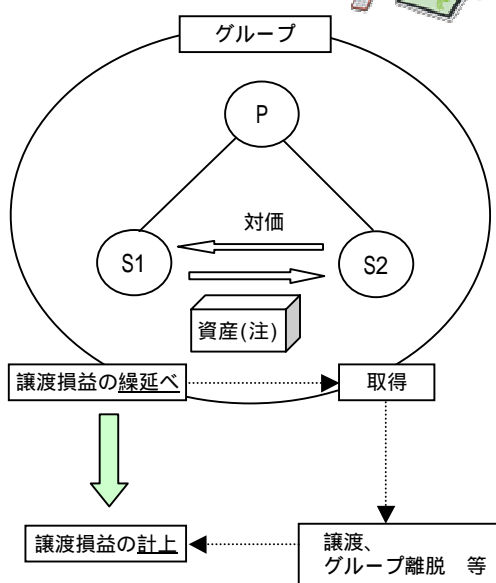 グループ
P
対価
S1
S2
資産(注)
譲渡損益の繰延べ
取得
譲渡損益の計上
譲渡、
グループ離脱　等